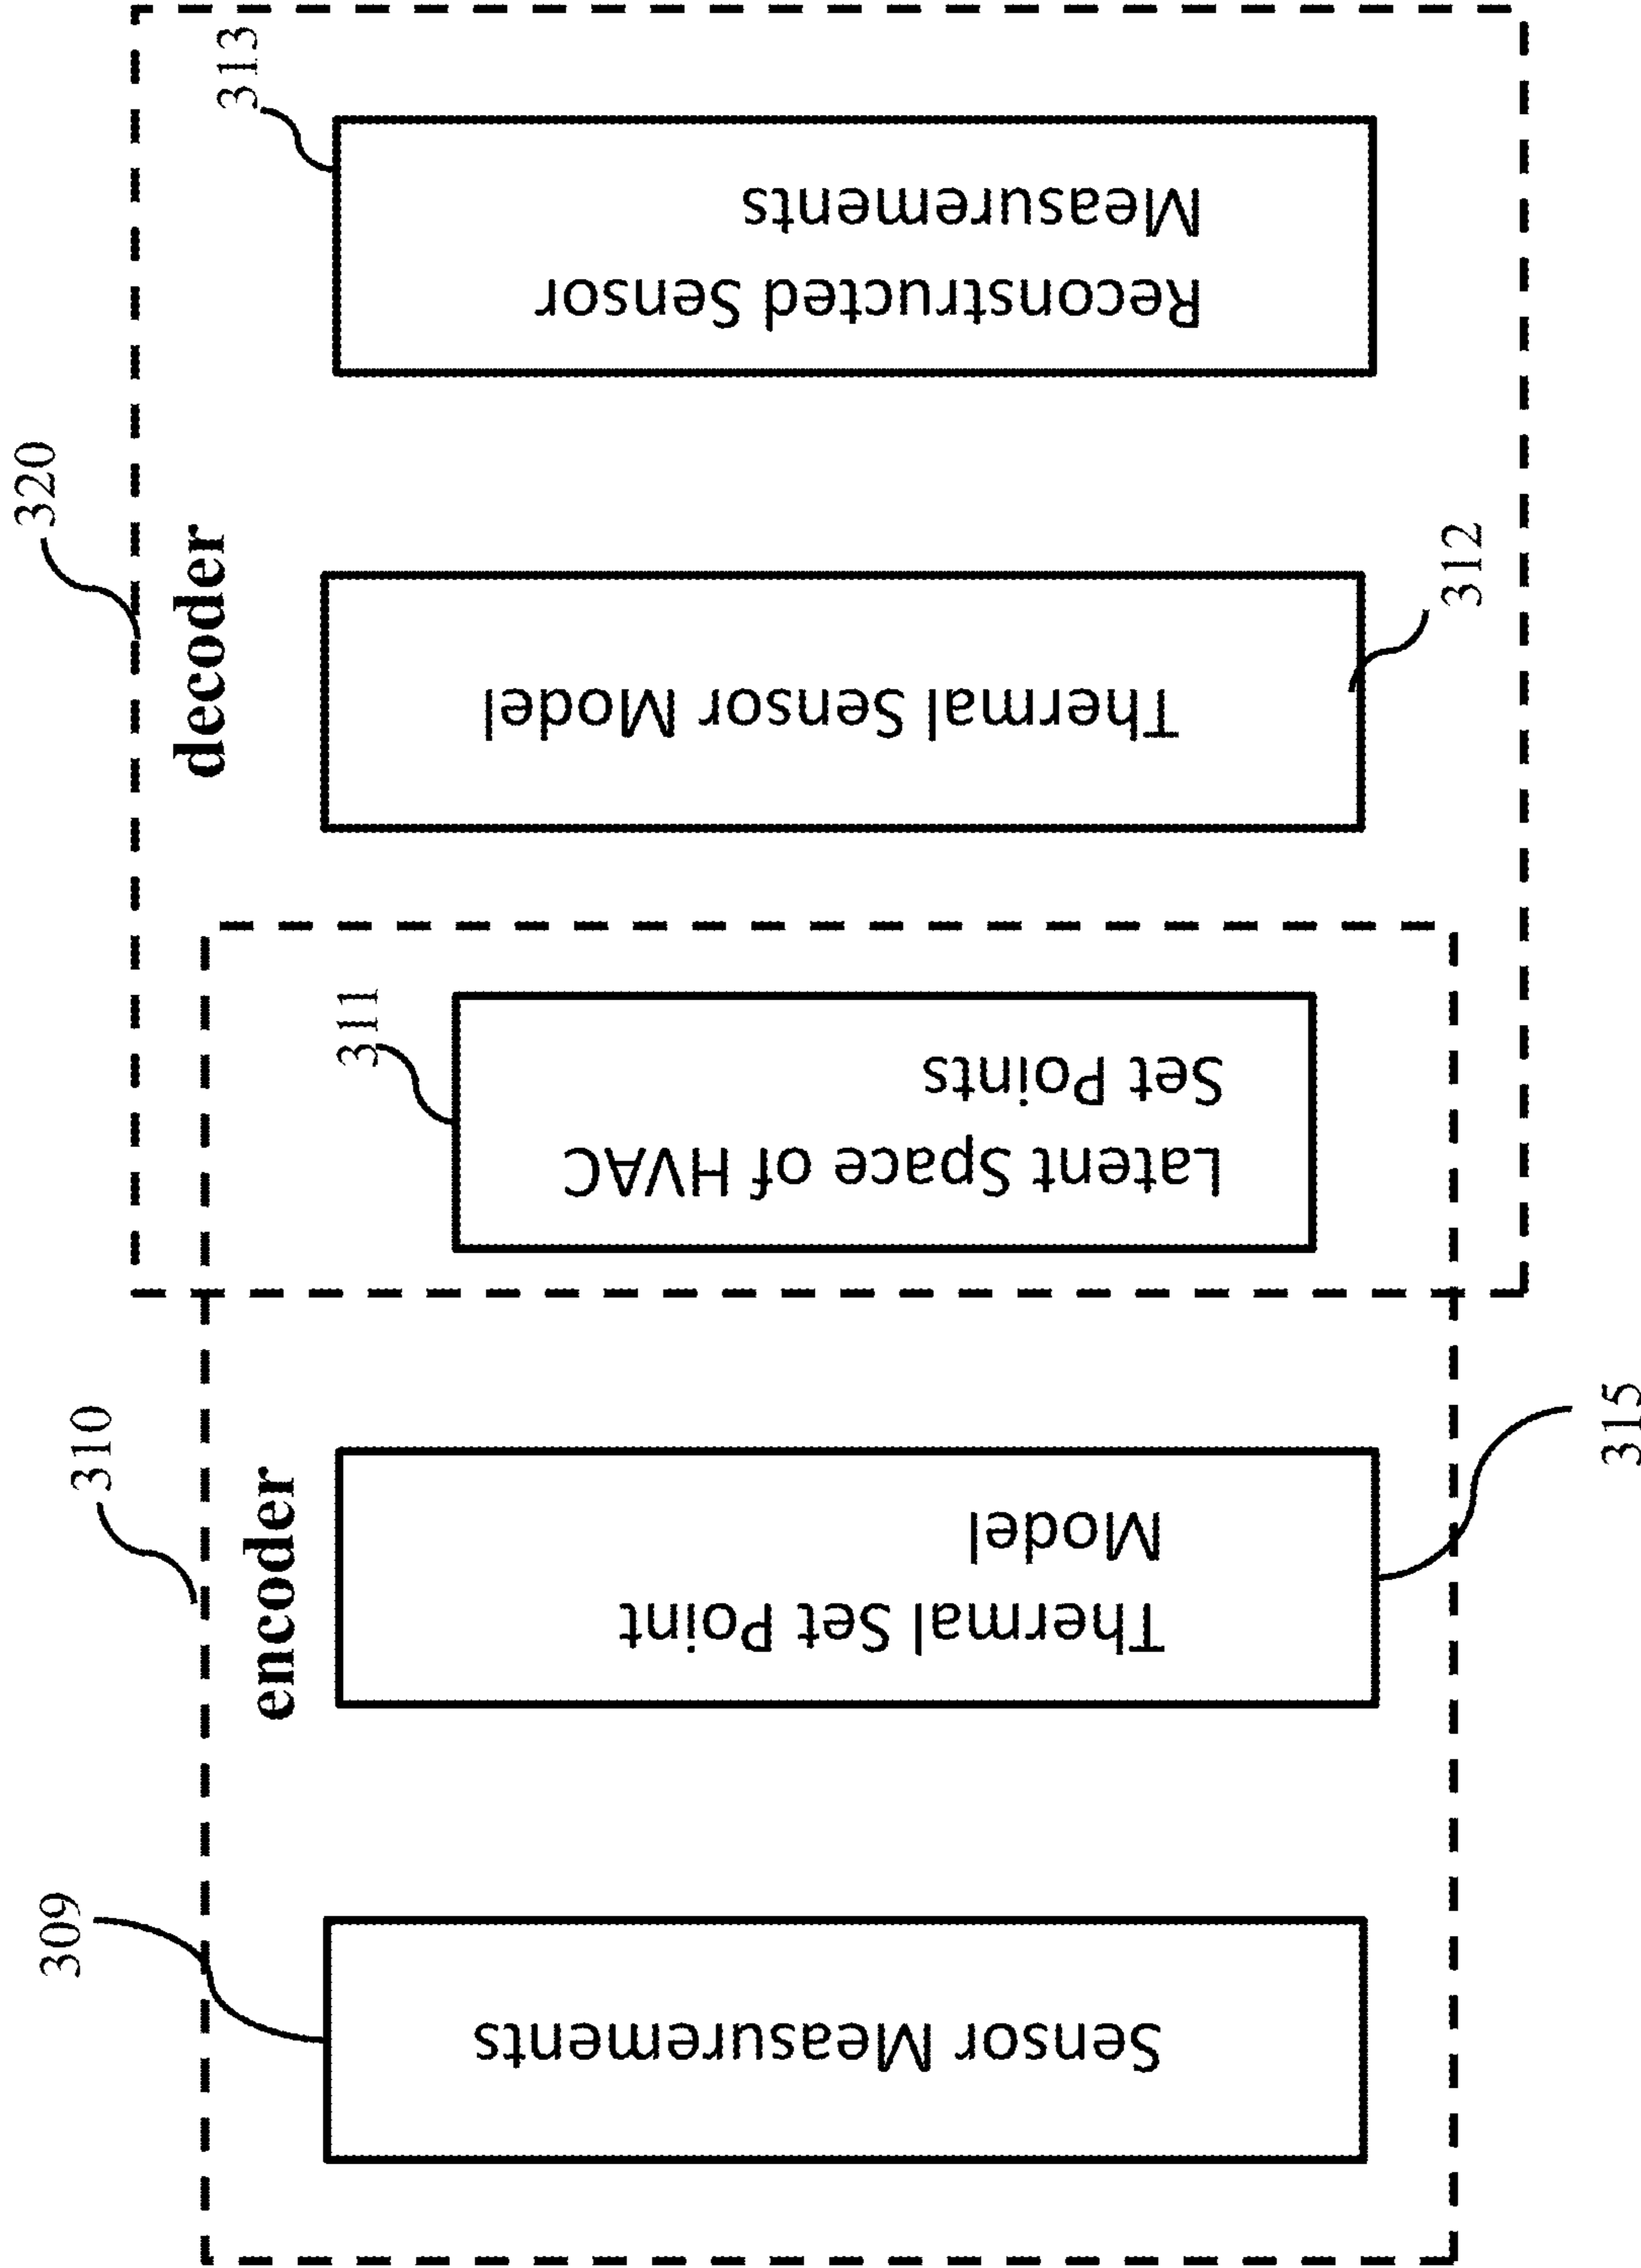 310
encoder
309
Sensor Measurements
Thermal Set Point
Model
315
320
decoder
311
Latent Space of HVAC
Set Points
Thermal Sensor Model
312
313
Reconstructed Sensor
Measurements